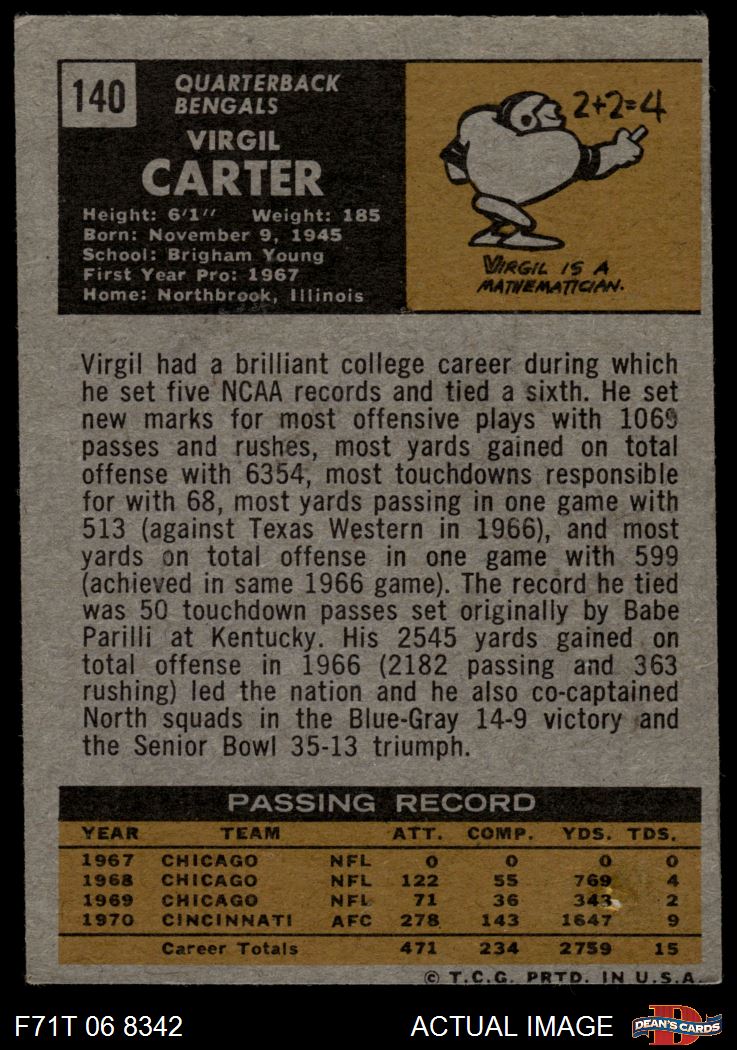 140
QUARTERBACK
BENGALS
VIRGIL
CARTER
Height: 6'1" Weight: 185
Born: November 9, 1945
School: Brigham Young
First Year Pro: 1967
Home: Northbrook, Illinois
2+2=4
VIRGIL IS A
MATHEMATICIAN.
Virgil had a brilliant college career during which
he set five NCAA records and tied a sixth. He set
new marks for most offensive plays with 1069
passes and rushes, most yards gained on total
offense with 6354, most touchdowns responsible
for with 68, most yards passing in one game with
513 (against Texas Western in 1966), and most
yards on total offense in one game with 599
(achieved in same 1966 game). The record he tied
was 50 touchdown passes set originally by Babe
Parilli at Kentucky. His 2545 yards gained on
total offense in 1966 (2182 passing and 363
rushing) led the nation and he also co-captained
North squads in the Blue-Gray 14-9 victory and
the Senior Bowl 35-13 triumph.
PASSING RECORD
YEAR TEAM ATT. COMP. YDS. TDS.
1967 CHICAGO NFL 0 0 0 0
1968 CHICAGO NFL 122 55 769 4
1969 CHICAGO NFL 71 36 343 2
1970 CINCINNATI AFC 278 143 1647 9
Career Totals 471 234 2759 15
© T.C.G. PRTD. IN U.S.A.
F71T 06 8342
ACTUAL IMAGE
DEAN'S CARDS